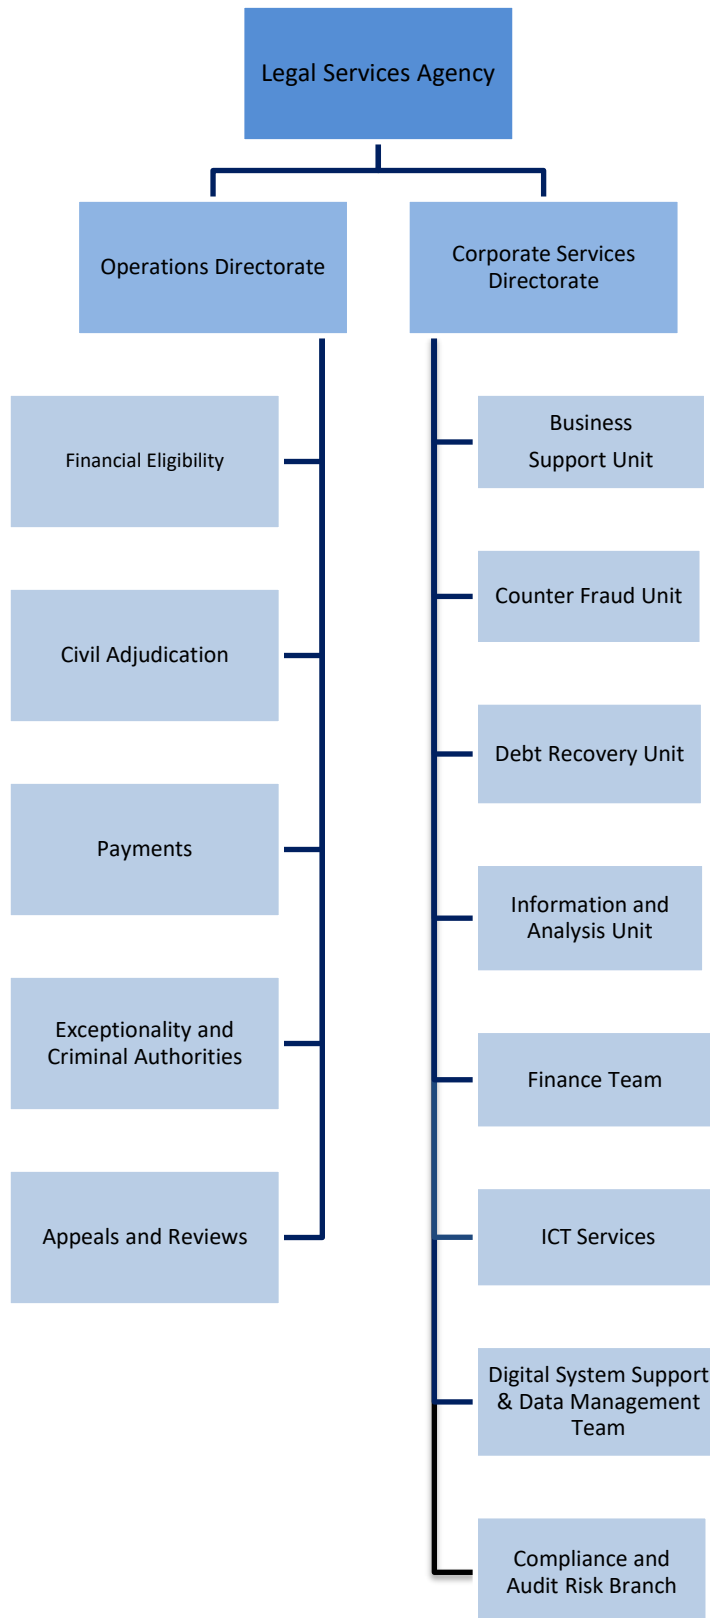 Legal Services Agency
Operations Directorate
Corporate Services
Directorate
Financial Eligibility
Civil Adjudication
Payments
Exceptionality and
Criminal Authorities
Appeals and Reviews
Business
Support Unit
Counter Fraud Unit
Debt Recovery Unit
Information and
Analysis Unit
Finance Team
ICT Services
Digital System Support
& Data Management
Team
Compliance and
Audit Risk Branch